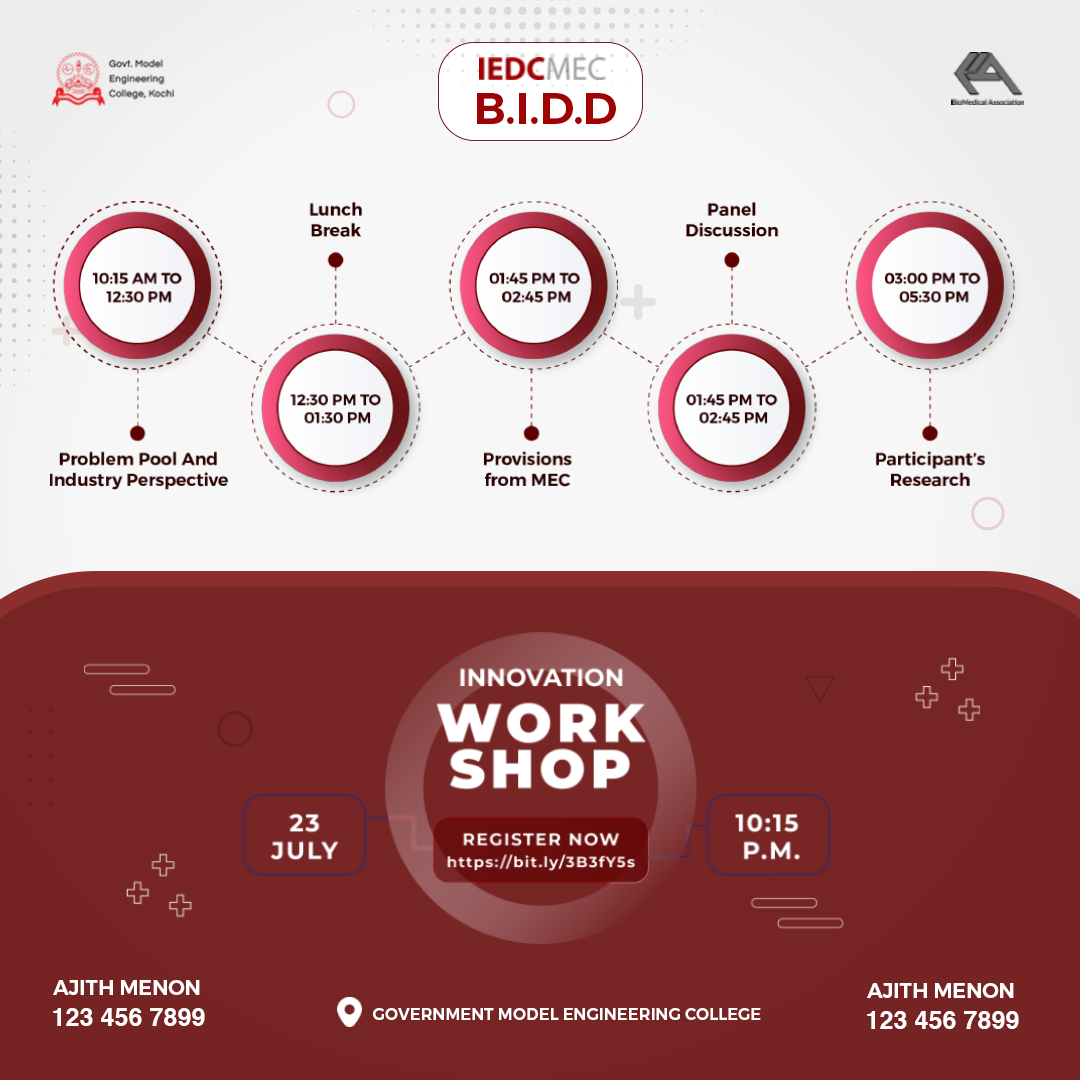 Govt. Model
Engineering
College, Kochi
IEDCMEC
B.I.D.D
BioMedical Association
Lunch
Break
Panel
Discussion
10:15 AM TO
12:30 PM
01:45 PM TO
02:45 PM
03:00 PM TO
05:30 PM
12:30 PM TO
01:30 PM
01:45 PM TO
02:45 PM
Problem Pool And
Industry Perspective
Provisions
from MEC
Participant's
Research
INNOVATION
WORK
SHOP
23
JULY
REGISTER NOW
https://bit.ly/3B3fY5s
10:15
P.M.
AJITH MENON
123 456 7899
GOVERNMENT MODEL ENGINEERING COLLEGE
AJITH MENON
123 456 7899